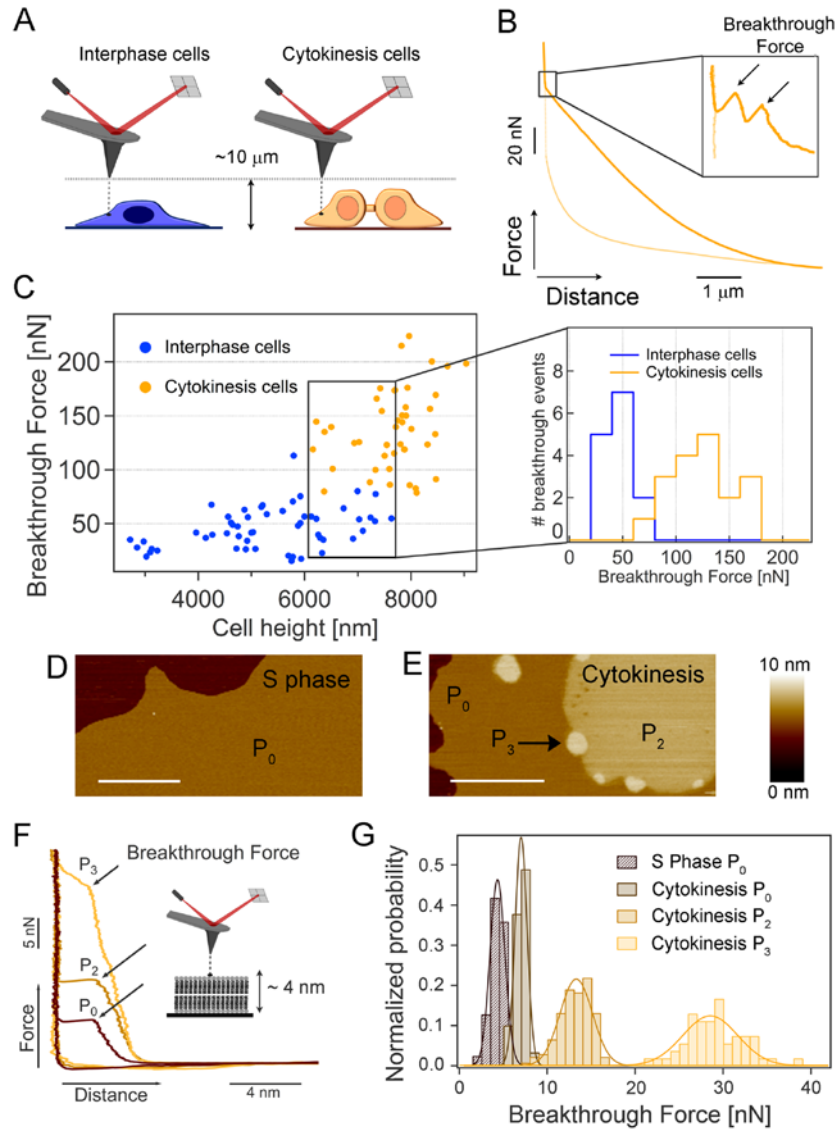 A
Interphase cells
Cytokinesis cells
~10 μm
B
Breakthrough
Force
20 nN
Force
Distance
1 μm
C
Breakthrough Force [nN]
200
150
100
50
4000
6000
8000
Cell height [nm]
Interphase cells
Cytokinesis cells
# breakthrough events
8
6
4
2
0
0
50
100
150
200
Breakthrough Force [nN]
Interphase cells
Cytokinesis cells
D
S phase
P0
E
Cytokinesis
P0
P3
P2
10 nm
0 nm
F
Breakthrough Force
P3
P2
P0
5 nN
Force
~ 4 nm
Distance
4 nm
G
Normalized probability
0.5
0.4
0.3
0.2
0.1
0.0
0
10
20
30
40
Breakthrough Force [nN]
S Phase P0
Cytokinesis P0
Cytokinesis P2
Cytokinesis P3